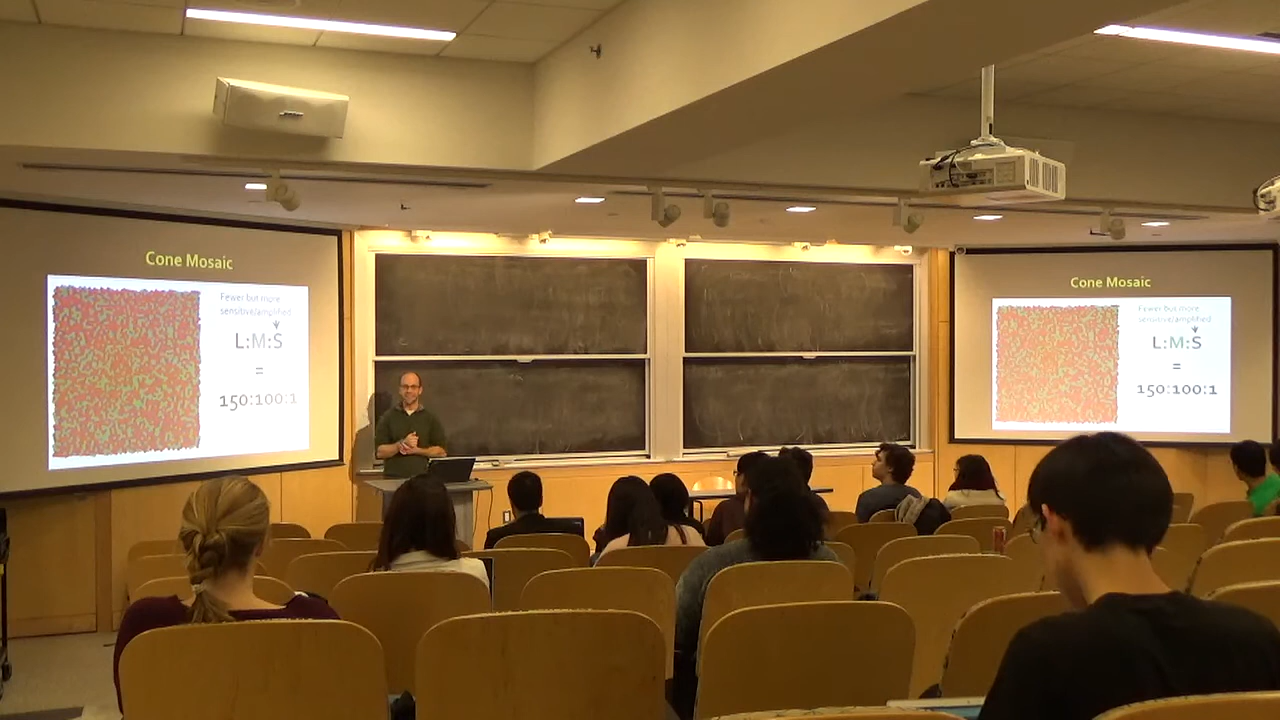 Cone Mosaic
Fewer but more
sensitive/amplified
L:M:S
=
150:100:1
Cone Mosaic
Fewer but more
sensitive/amplified
L:M:S
=
150:100:1